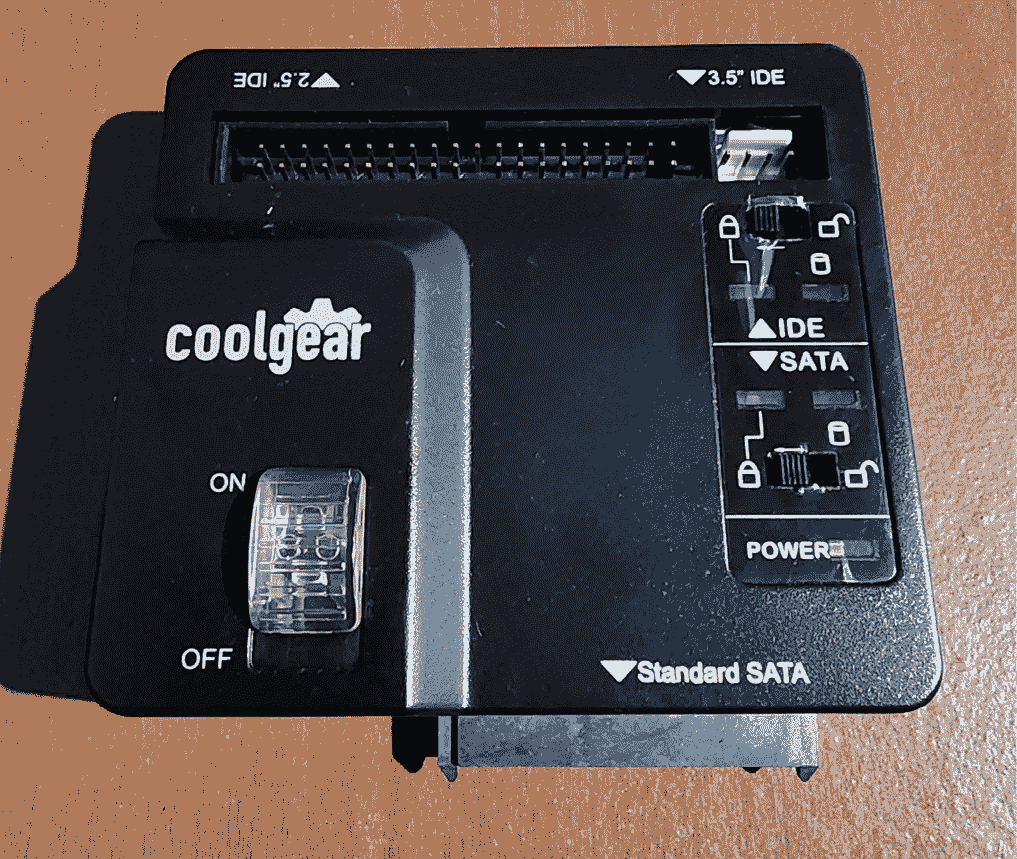 2.5" IDE
3.5" IDE
coolgear
IDE
SATA
ON
OFF
POWER
Standard SATA